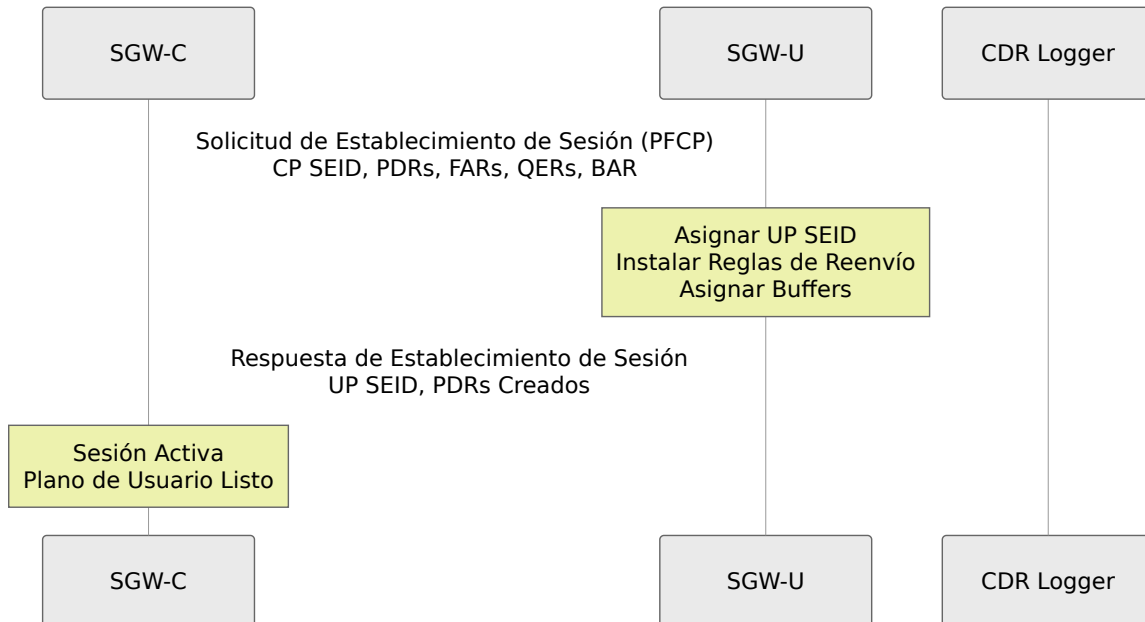 SGW-C
SGW-U
CDR Logger
Solicitud de Establecimiento de Sesión (PFCP)
CP SEID, PDRs, FARs, QERs, BAR
Asignar UP SEID
Instalar Reglas de Reenvío
Asignar Buffers
Respuesta de Establecimiento de Sesión
UP SEID, PDRs Creados
Sesión Activa
Plano de Usuario Listo
SGW-C
SGW-U
CDR Logger